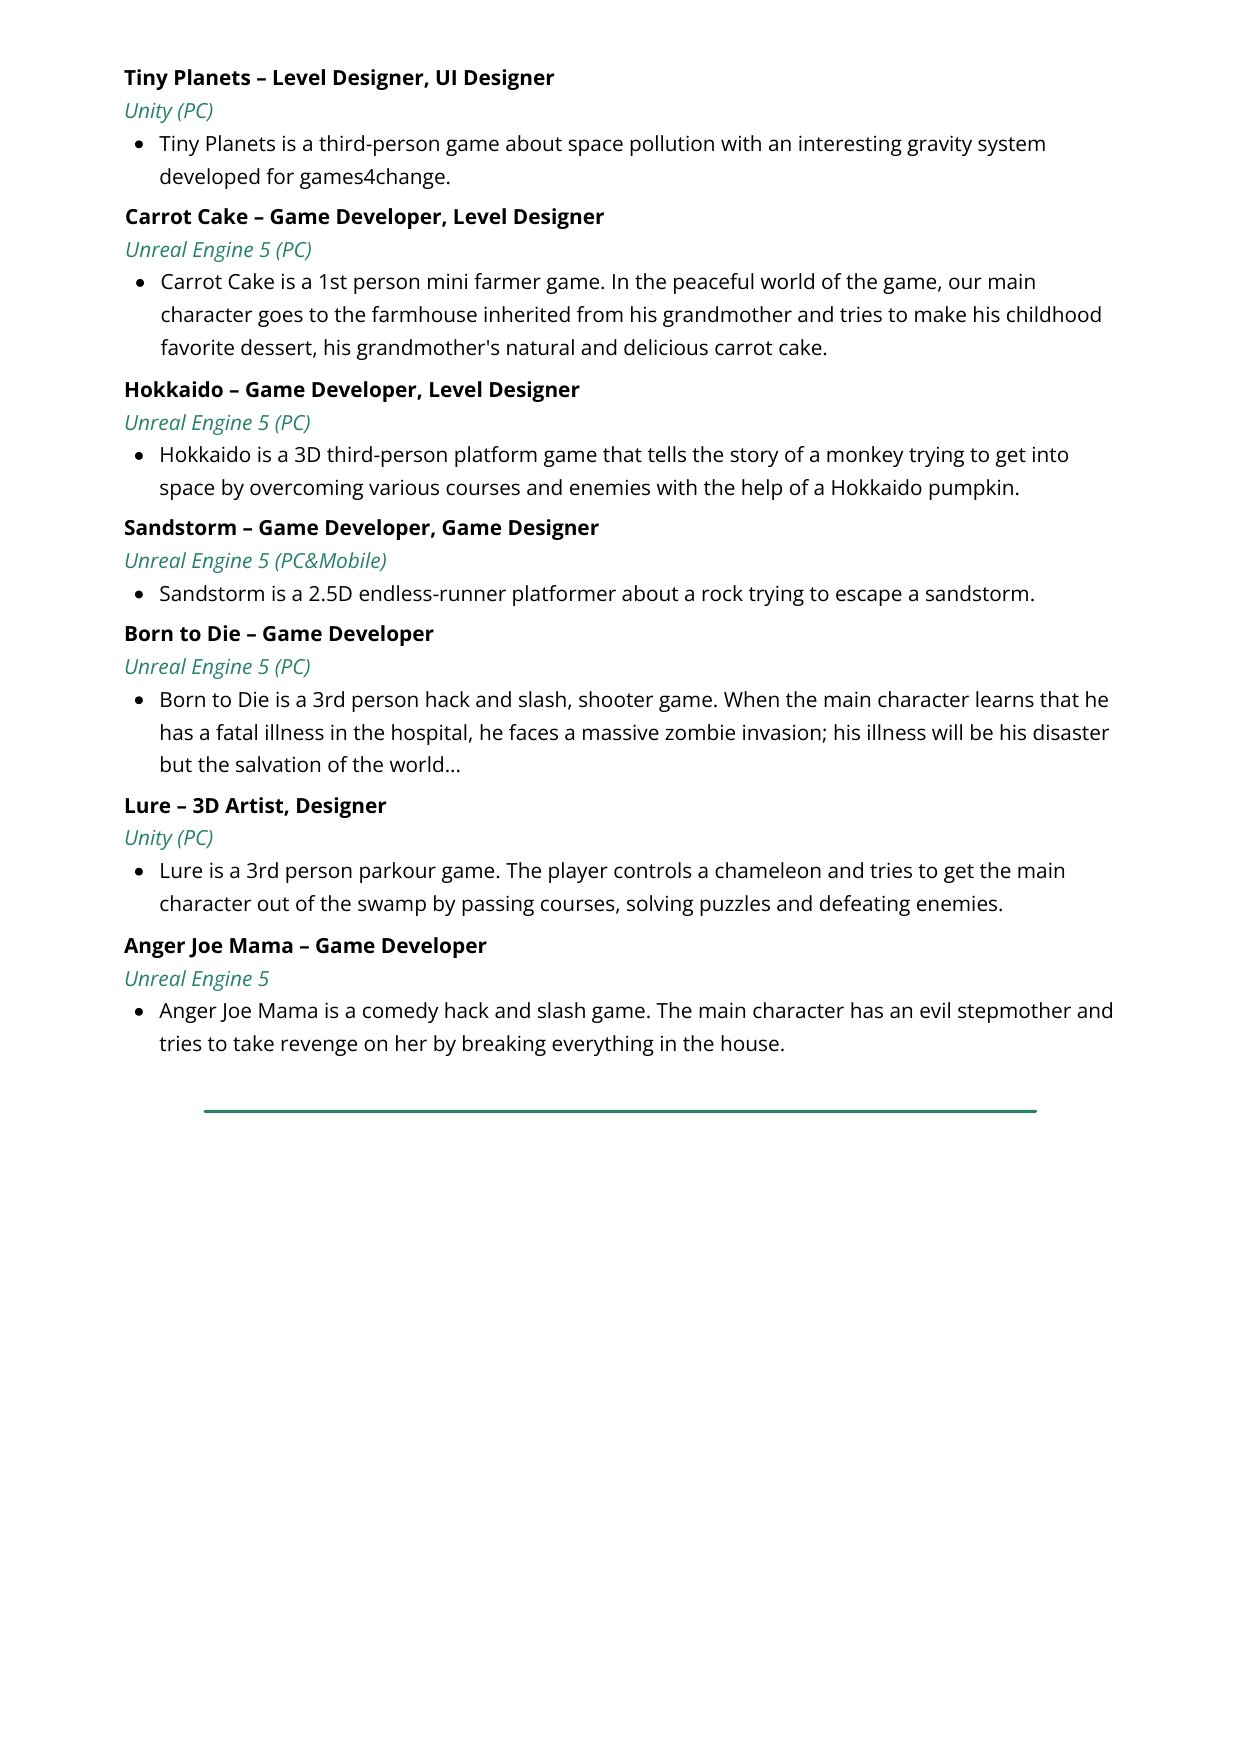 Tiny Planets – Level Designer, UI Designer
Unity (PC)
• Tiny Planets is a third-person game about space pollution with an interesting gravity system
developed for games4change.
Carrot Cake – Game Developer, Level Designer
Unreal Engine 5 (PC)
• Carrot Cake is a 1st person mini farmer game. In the peaceful world of the game, our main
character goes to the farmhouse inherited from his grandmother and tries to make his childhood
favorite dessert, his grandmother's natural and delicious carrot cake.
Hokkaido – Game Developer, Level Designer
Unreal Engine 5 (PC)
• Hokkaido is a 3D third-person platform game that tells the story of a monkey trying to get into
space by overcoming various courses and enemies with the help of a Hokkaido pumpkin.
Sandstorm – Game Developer, Game Designer
Unreal Engine 5 (PC&Mobile)
• Sandstorm is a 2.5D endless-runner platformer about a rock trying to escape a sandstorm.
Born to Die – Game Developer
Unreal Engine 5 (PC)
• Born to Die is a 3rd person hack and slash, shooter game. When the main character learns that he
has a fatal illness in the hospital, he faces a massive zombie invasion; his illness will be his disaster
but the salvation of the world...
Lure – 3D Artist, Designer
Unity (PC)
• Lure is a 3rd person parkour game. The player controls a chameleon and tries to get the main
character out of the swamp by passing courses, solving puzzles and defeating enemies.
Anger Joe Mama – Game Developer
Unreal Engine 5
• Anger Joe Mama is a comedy hack and slash game. The main character has an evil stepmother and
tries to take revenge on her by breaking everything in the house.